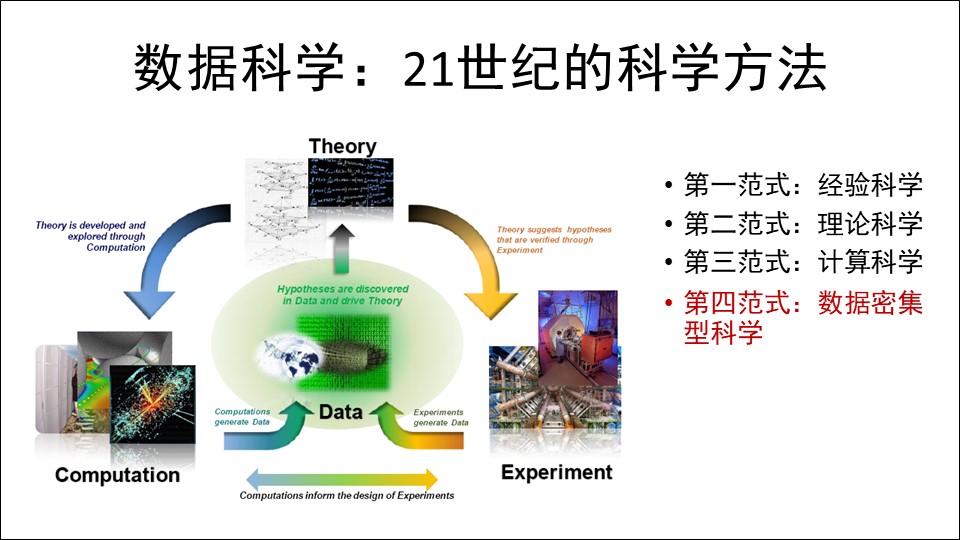 数据科学：21世纪的科学方法
Theory
Theory is developed and
explored through
Computation
Theory suggests hypotheses
that are verified through
Experiment
Hypotheses are discovered
in Data and drive Theory
Computations
generate Data
Data
Experiments
generate Data
Computation
Experiment
Computations inform the design of Experiments
• 第一范式：经验科学
• 第二范式：理论科学
• 第三范式：计算科学
• 第四范式：数据密集
型科学